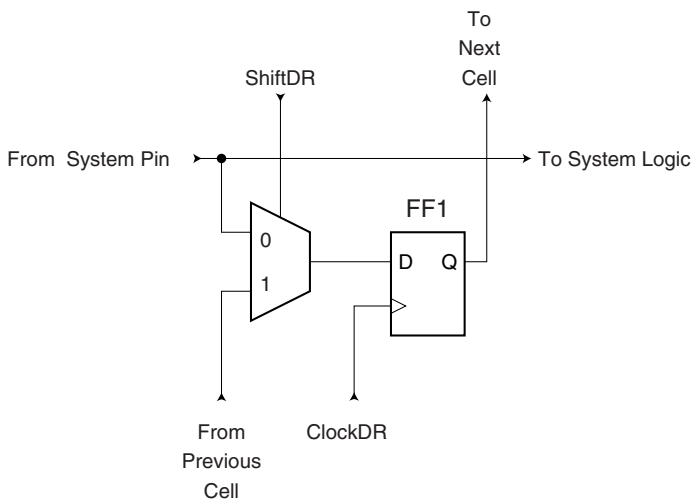 To
Next
Cell
ShiftDR
From System Pin
To System Logic
FF1
0
D Q
1
From
Previous
Cell
ClockDR